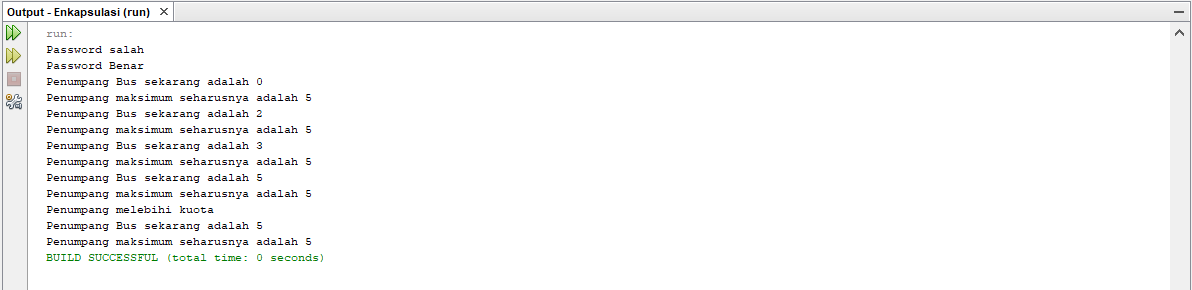 Output - Enkapsulasi (run)
run:
Password salah
Password Benar
Penumpang Bus sekarang adalah 0
Penumpang maksimum seharusnya adalah 5
Penumpang Bus sekarang adalah 2
Penumpang maksimum seharusnya adalah 5
Penumpang Bus sekarang adalah 3
Penumpang maksimum seharusnya adalah 5
Penumpang Bus sekarang adalah 5
Penumpang maksimum seharusnya adalah 5
Penumpang melebihi kuota
Penumpang Bus sekarang adalah 5
Penumpang maksimum seharusnya adalah 5
BUILD SUCCESSFUL (total time: 0 seconds)